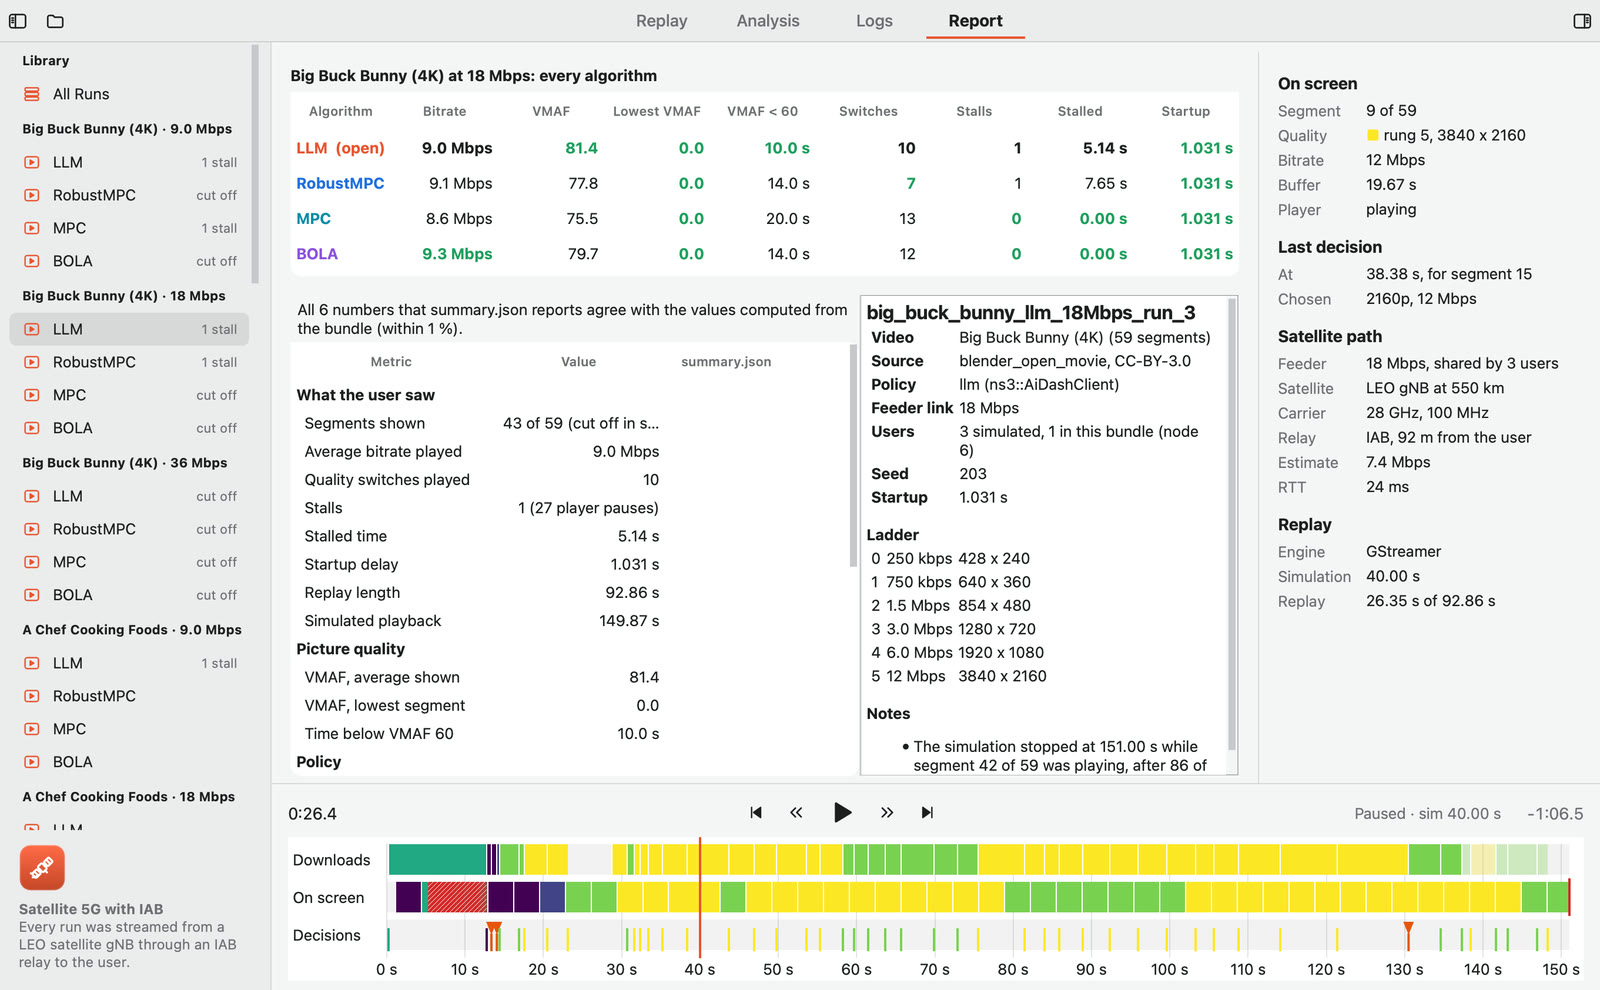 Replay
Analysis
Logs
Report
Library
All Runs
Big Buck Bunny (4K) · 9.0 Mbps
LLM 1 stall
RobustMPC cut off
MPC 1 stall
BOLA cut off
Big Buck Bunny (4K) · 18 Mbps
LLM 1 stall
RobustMPC 1 stall
MPC cut off
BOLA cut off
Big Buck Bunny (4K) · 36 Mbps
LLM cut off
RobustMPC cut off
MPC cut off
BOLA cut off
A Chef Cooking Foods · 9.0 Mbps
LLM 1 stall
RobustMPC
MPC
BOLA
A Chef Cooking Foods · 18 Mbps
LLM
Satellite 5G with IAB
Every run was streamed from a
LEO satellite gNB through an IAB
relay to the user.
Big Buck Bunny (4K) at 18 Mbps: every algorithm
Algorithm Bitrate VMAF Lowest VMAF VMAF < 60 Switches Stalls Stalled Startup
LLM (open) 9.0 Mbps 81.4 0.0 10.0 s 10 1 5.14 s 1.031 s
RobustMPC 9.1 Mbps 77.8 0.0 14.0 s 7 1 7.65 s 1.031 s
MPC 8.6 Mbps 75.5 0.0 20.0 s 13 0 0.00 s 1.031 s
BOLA 9.3 Mbps 79.7 0.0 14.0 s 12 0 0.00 s 1.031 s
All 6 numbers that summary.json reports agree with the values computed from
the bundle (within 1 %).
Metric Value summary.json
What the user saw
Segments shown 43 of 59 (cut off in s...
Average bitrate played 9.0 Mbps
Quality switches played 10
Stalls 1 (27 player pauses)
Stalled time 5.14 s
Startup delay 1.031 s
Replay length 92.86 s
Simulated playback 149.87 s
Picture quality
VMAF, average shown 81.4
VMAF, lowest segment 0.0
Time below VMAF 60 10.0 s
Policy
big_buck_bunny_llm_18Mbps_run_3
Video Big Buck Bunny (4K) (59 segments)
Source blender_open_movie, CC-BY-3.0
Policy llm (ns3::AiDashClient)
Feeder link 18 Mbps
Users 3 simulated, 1 in this bundle (node
6)
Seed 203
Startup 1.031 s
Ladder
0 250 kbps 428 x 240
1 750 kbps 640 x 360
2 1.5 Mbps 854 x 480
3 3.0 Mbps 1280 x 720
4 6.0 Mbps 1920 x 1080
5 12 Mbps 3840 x 2160
Notes
• The simulation stopped at 151.00 s while
segment 42 of 59 was playing, after 86 of
On screen
Segment 9 of 59
Quality rung 5, 3840 x 2160
Bitrate 12 Mbps
Buffer 19.67 s
Player playing
Last decision
At 38.38 s, for segment 15
Chosen 2160p, 12 Mbps
Satellite path
Feeder 18 Mbps, shared by 3 users
Satellite LEO gNB at 550 km
Carrier 28 GHz, 100 MHz
Relay IAB, 92 m from the user
Estimate 7.4 Mbps
RTT 24 ms
Replay
Engine GStreamer
Simulation 40.00 s
Replay 26.35 s of 92.86 s
0:26.4
Paused · sim 40.00 s -1:06.5
Downloads
On screen
Decisions
0 s 10 s 20 s 30 s 40 s 50 s 60 s 70 s 80 s 90 s 100 s 110 s 120 s 130 s 140 s 150 s